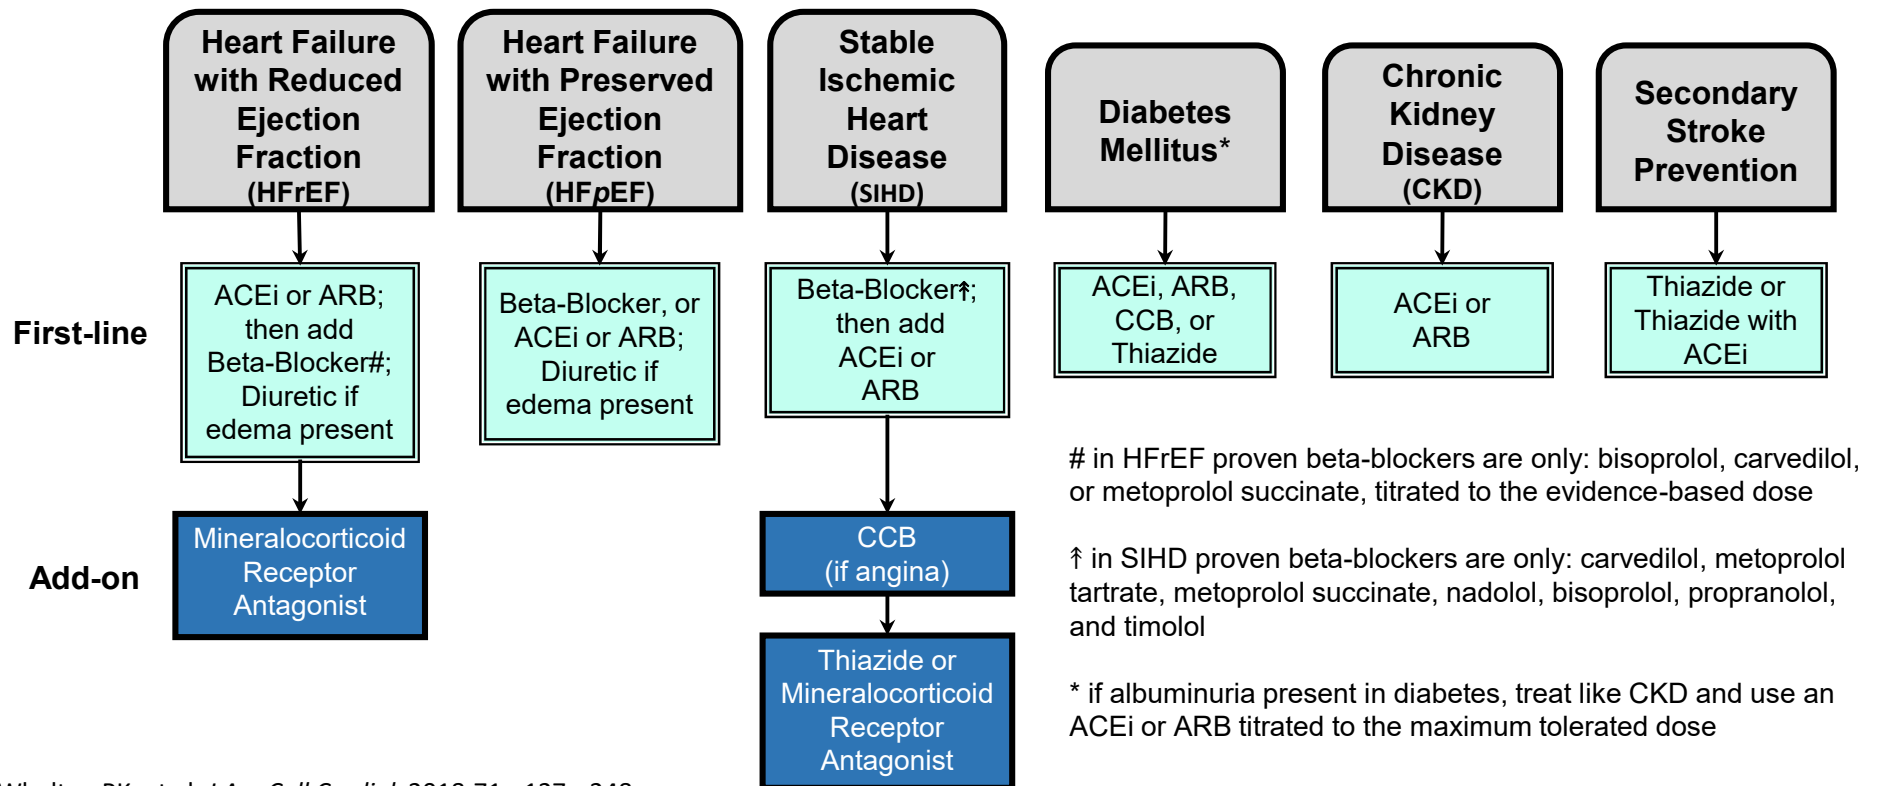 Heart Failure
with Reduced
Ejection
Fraction
(HFrEF)
Heart Failure
with Preserved
Ejection
Fraction
(HFpEF)
Stable
Ischemic
Heart
Disease
(SIHD)
Diabetes
Mellitus*
Chronic
Kidney
Disease
(CKD)
Secondary
Stroke
Prevention
First-line
ACEi or ARB;
then add
Beta-Blocker#;
Diuretic if
edema present
Beta-Blocker, or
ACEi or ARB;
Diuretic if
edema present
Beta-Blocker↟;
then add
ACEi or
ARB
ACEi, ARB,
CCB, or
Thiazide
ACEi or
ARB
Thiazide or
Thiazide with
ACEi
Add-on
Mineralocorticoid
Receptor
Antagonist
CCB
(if angina)
Thiazide or
Mineralocorticoid
Receptor
Antagonist
# in HFrEF proven beta-blockers are only: bisoprolol, carvedilol,
or metoprolol succinate, titrated to the evidence-based dose
↟ in SIHD proven beta-blockers are only: carvedilol, metoprolol
tartrate, metoprolol succinate, nadolol, bisoprolol, propranolol,
and timolol
* if albuminuria present in diabetes, treat like CKD and use an
ACEi or ARB titrated to the maximum tolerated dose